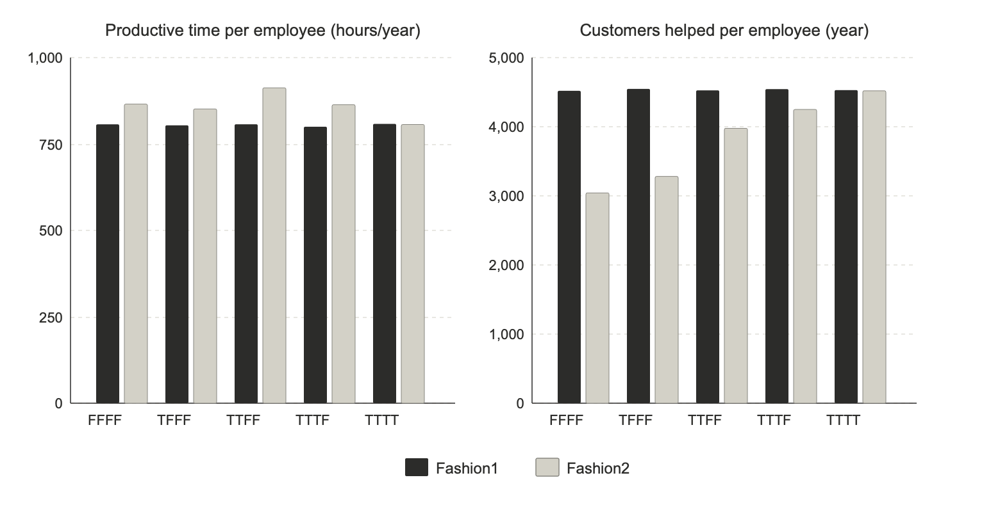 Productive time per employee (hours/year)
1,000
750
500
250
0
FFFF TFFF TTFF TTTF TTTT
Customers helped per employee (year)
5,000
4,000
3,000
2,000
1,000
0
FFFF TFFF TTFF TTTF TTTT
Fashion1 Fashion2